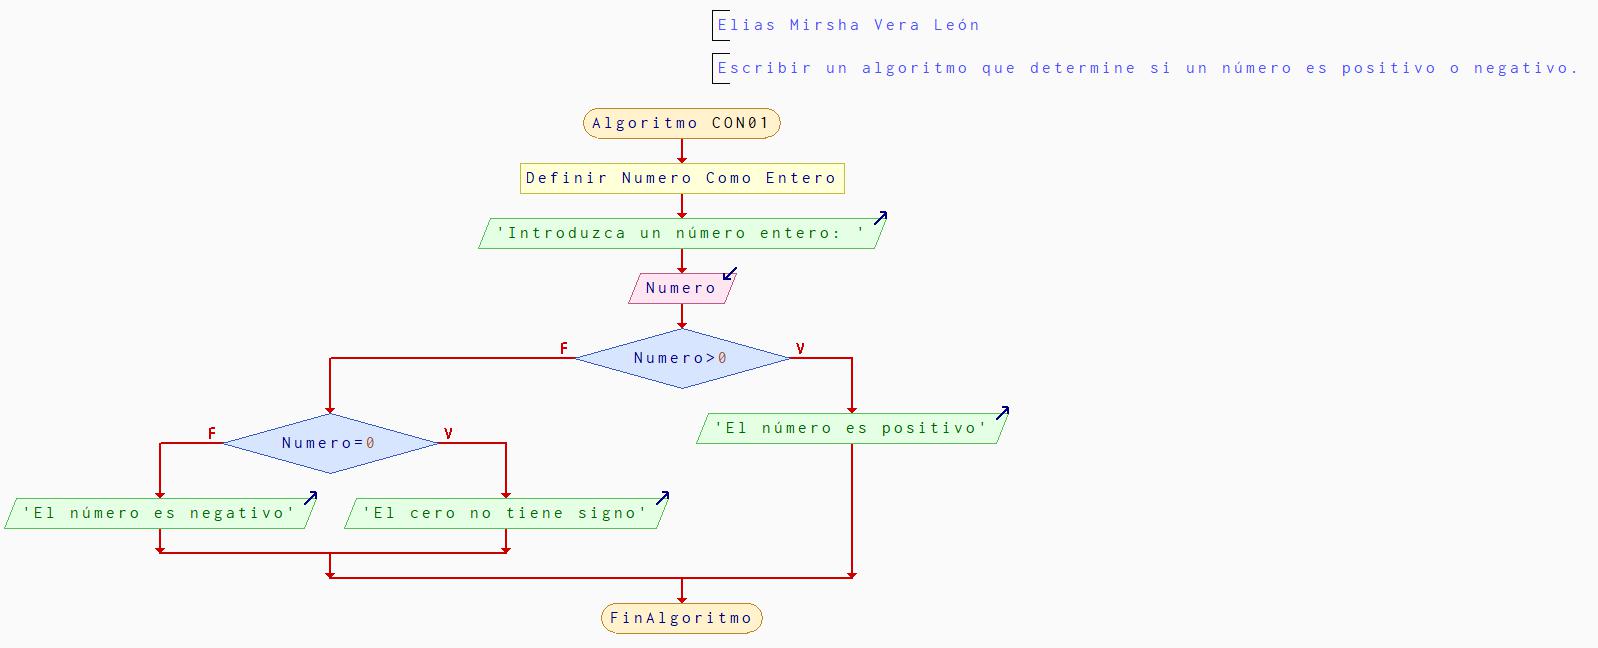 Elias Mirsha Vera León
Escribir un algoritmo que determine si un número es positivo o negativo.
Algoritmo CON01
Definir Numero Como Entero
'Introduzca un número entero: '
Numero
F
Numero>0
V
'El número es positivo'
F
Numero=0
V
'El número es negativo'
'El cero no tiene signo'
FinAlgoritmo